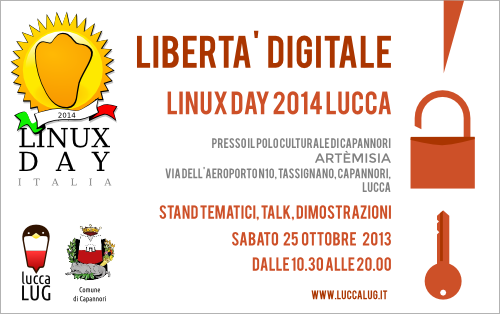 LIBERTA' DIGITALE
LINUX DAY 2014 LUCCA
2014
LINUX
DAY
ITALIA
PRESSO IL POLO CULTURALE DI CAPANNORI
ARTÈMISIA
VIA DELL'AEROPORTO N10, TASSIGNANO, CAPANNORI,
LUCCA
STAND TEMATICI, TALK, DIMOSTRAZIONI
SABATO 25 OTTOBRE 2013
DALLE 10.30 ALLE 20.00
WWW.LUCCALUG.IT
lucca
LUG
Comune
di Capannori